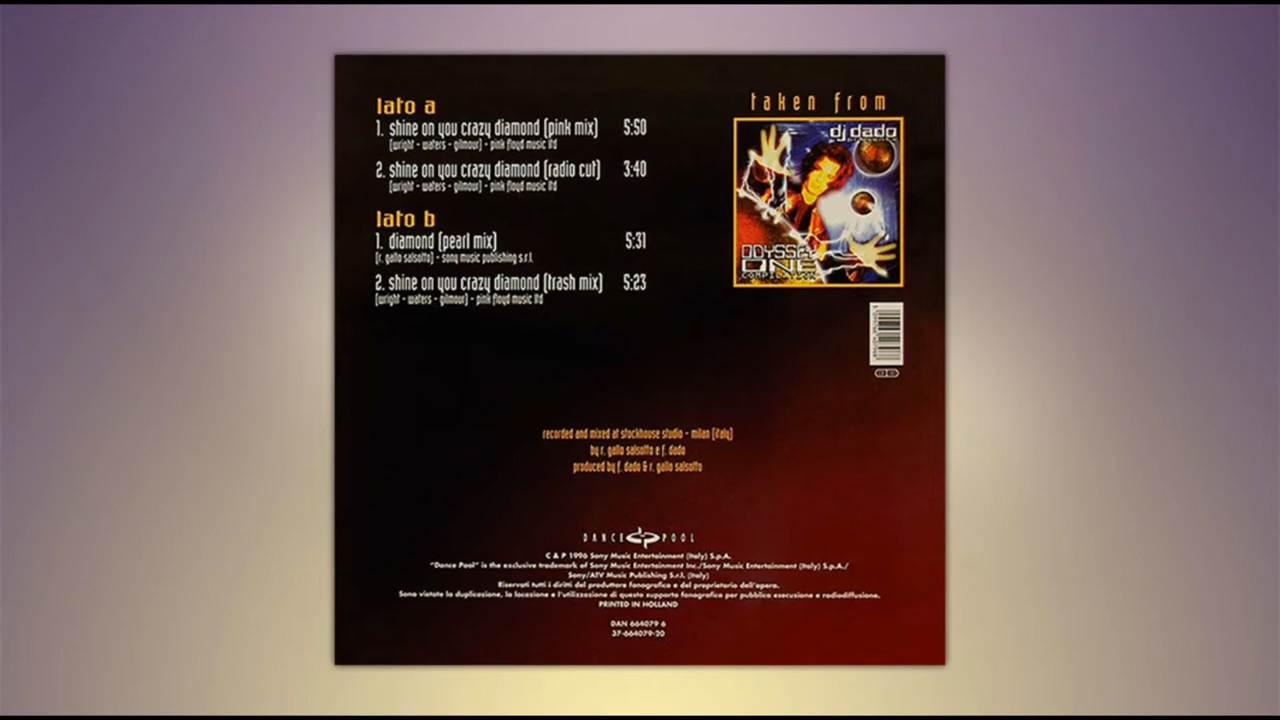 lato a
1. shine on you crazy diamond (pink mix) 5:50
(wright - waters - gilmour) - pink floyd music ltd
2. shine on you crazy diamond (radio cut) 3:40
(wright - waters - gilmour) - pink floyd music ltd
lato b
1. diamond (pearl mix) 5:31
(r. gallo salsotto) - sony music publishing s.r.l.
2. shine on you crazy diamond (trash mix) 5:23
(wright - waters - gilmour) - pink floyd music ltd
taken from
dj dado
presents
ODYSSEY
ONE
COMPILATION
recorded and mixed at stockhouse studio - milan (italy)
by r. gallo salsotto e f. dado
produced by f. dado & r. gallo salsotto
DANCE POOL
C & P 1996 Sony Music Entertainment (Italy) S.p.A.
"Dance Pool" is the exclusive trademark of Sony Music Entertainment Inc./Sony Music Entertainment (Italy) S.p.A./
Sony/ATV Music Publishing S.r.l. (Italy)
Riservati tutti i diritti del produttore fonografico e del proprietario dell'opera.
Sono vietate la duplicazione, la locazione e l'utilizzazione di questo supporto fonografico per pubblica esecuzione e radiodiffusione.
PRINTED IN HOLLAND
DAN 664079 6
37-664079-20